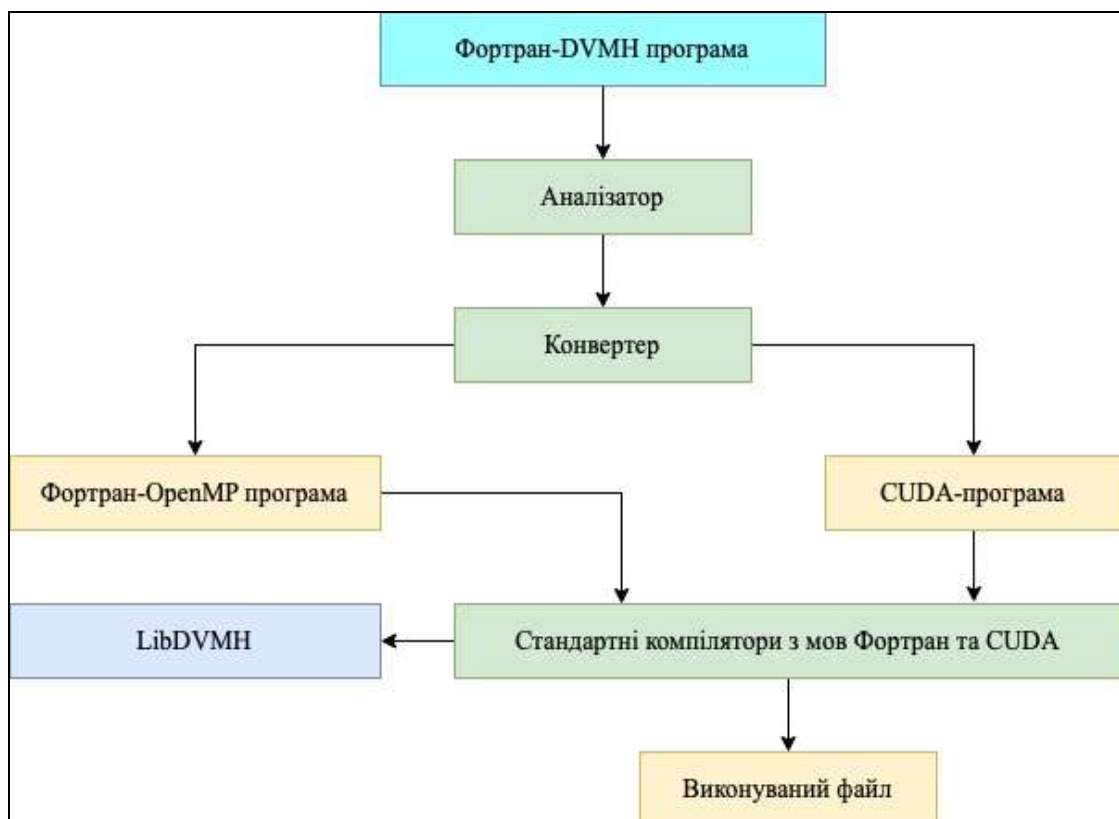 Фортран-DVMH програма
Аналізатор
Конвертер
Фортран-OpenMP програма
CUDA-програма
LibDVMH
Стандартні компілятори з мов Фортран та CUDA
Виконуваний файл